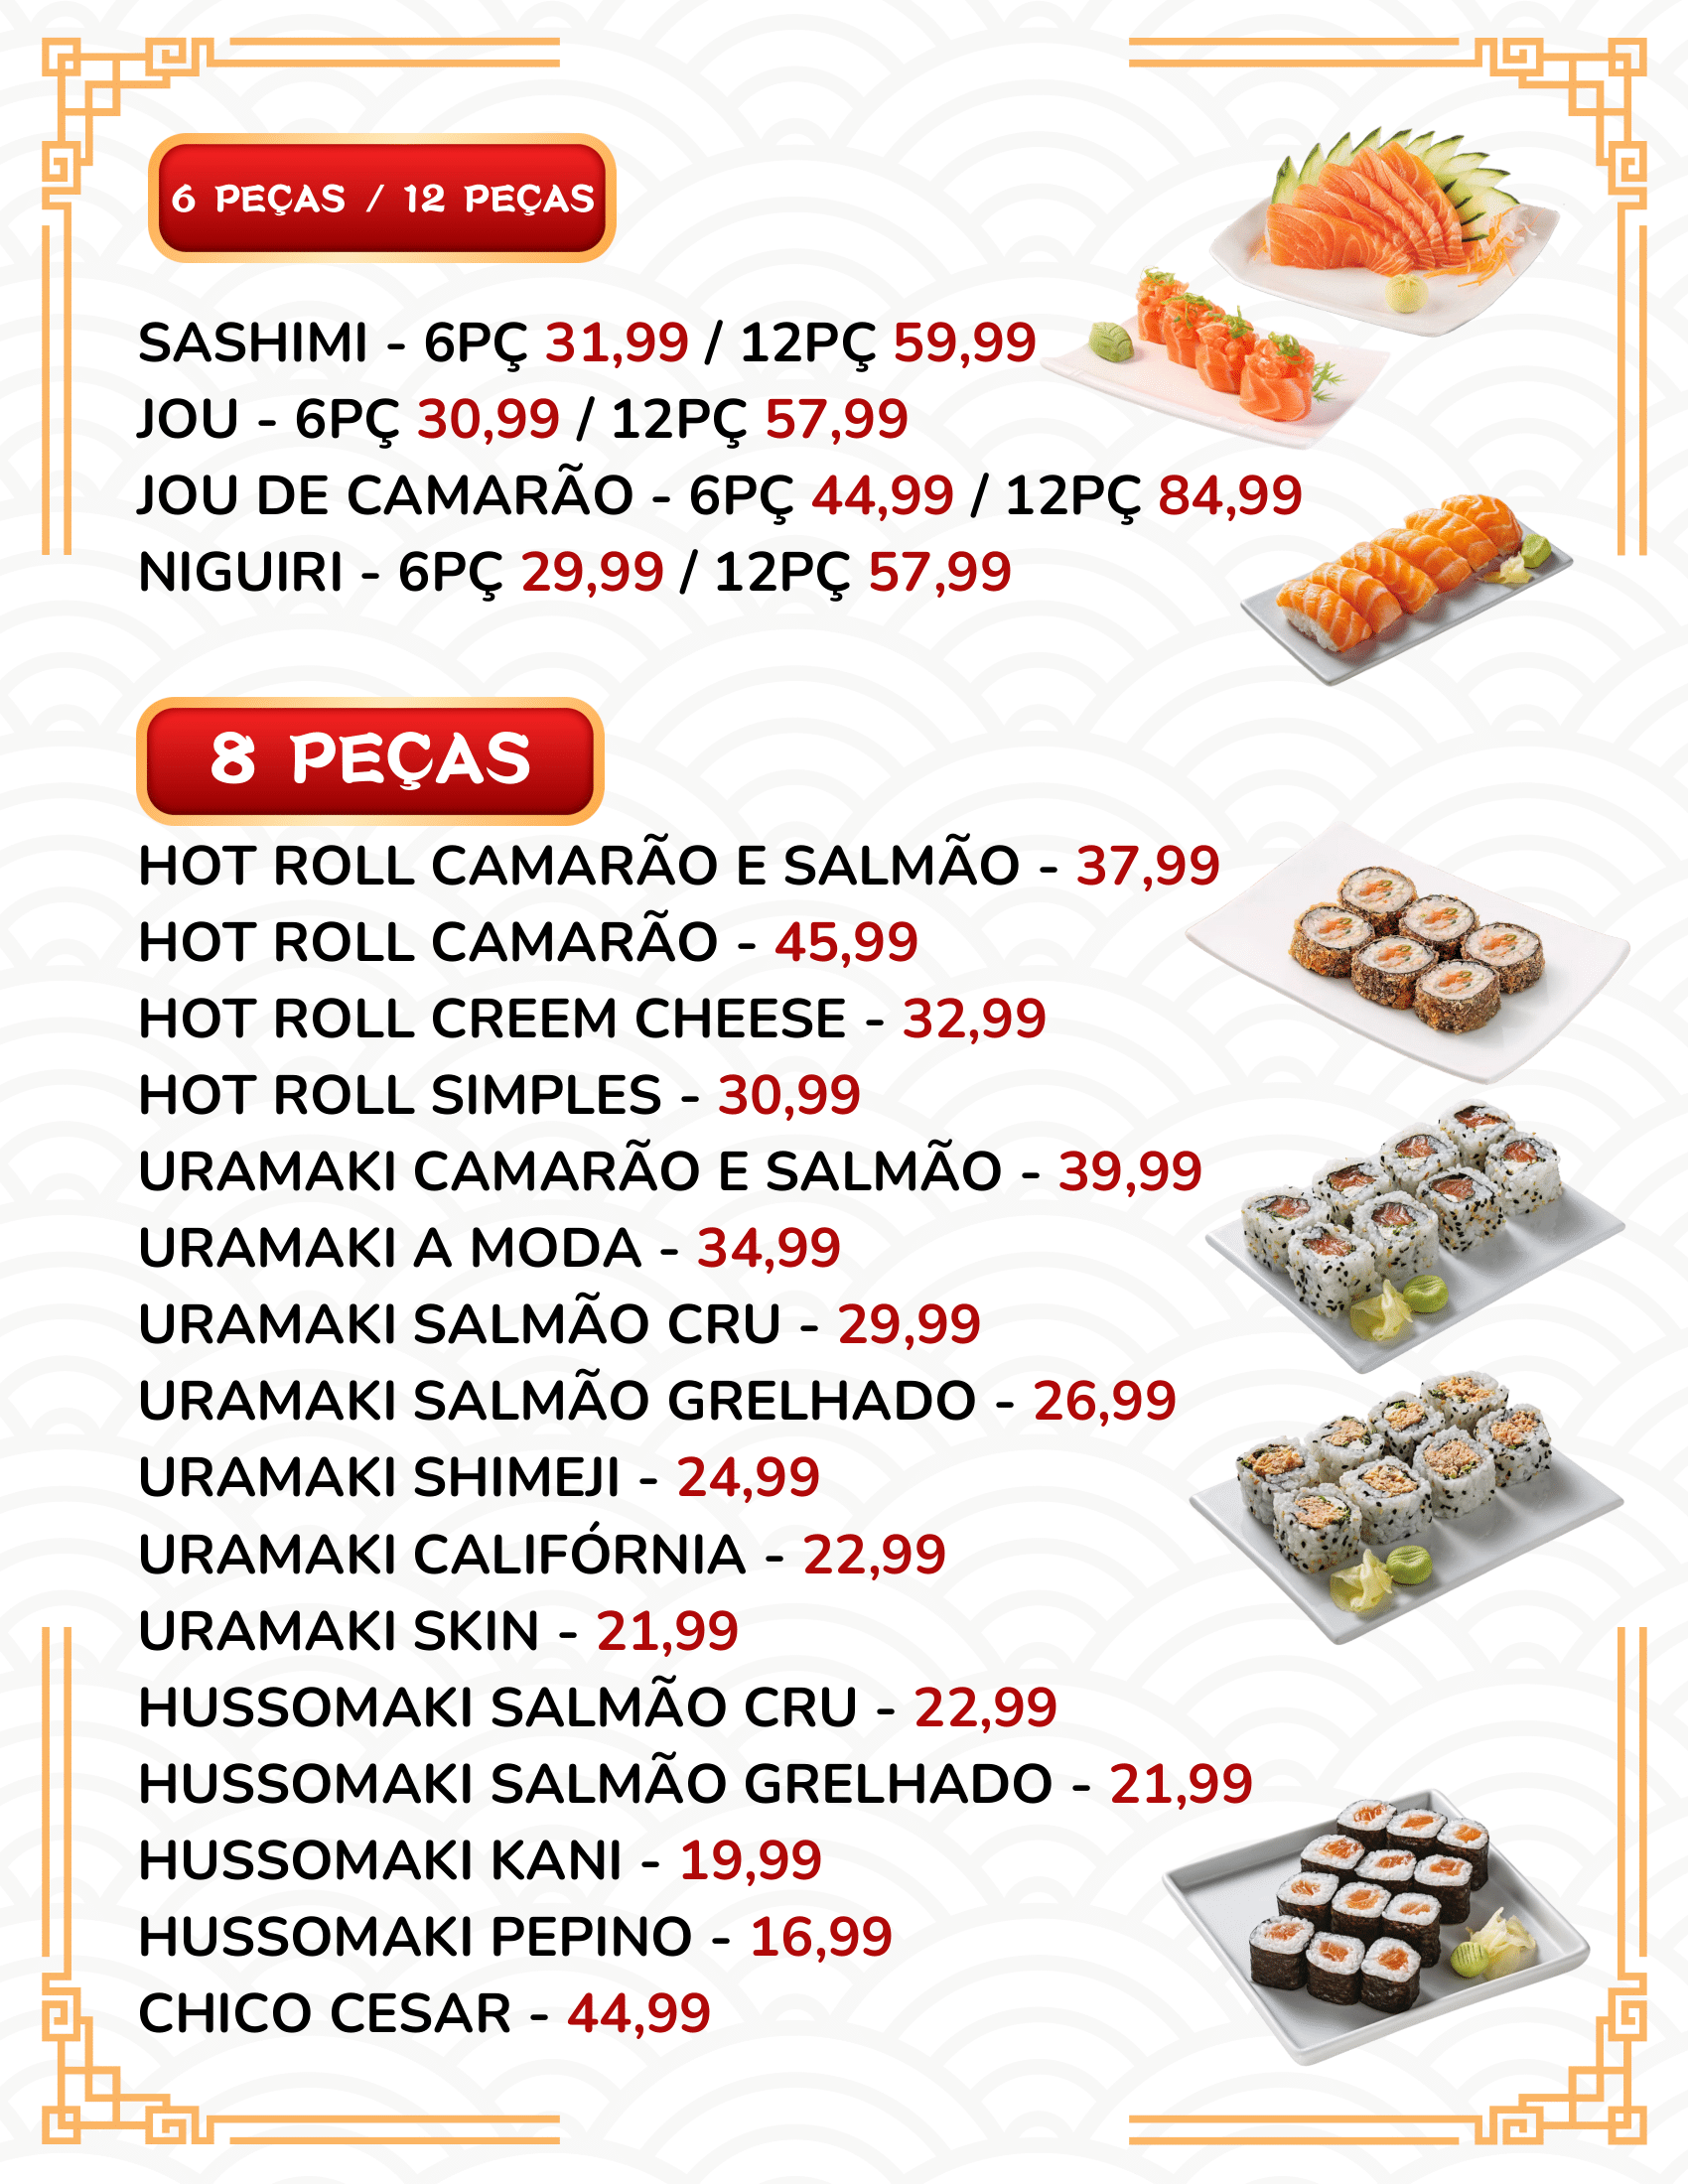 6 PEÇAS / 12 PEÇAS
SASHIMI - 6PÇ 31,99 / 12PÇ 59,99
JOU - 6PÇ 30,99 / 12PÇ 57,99
JOU DE CAMARÃO - 6PÇ 44,99 / 12PÇ 84,99
NIGUIRI - 6PÇ 29,99 / 12PÇ 57,99
8 PEÇAS
HOT ROLL CAMARÃO E SALMÃO - 37,99
HOT ROLL CAMARÃO - 45,99
HOT ROLL CREEM CHEESE - 32,99
HOT ROLL SIMPLES - 30,99
URAMAKI CAMARÃO E SALMÃO - 39,99
URAMAKI A MODA - 34,99
URAMAKI SALMÃO CRU - 29,99
URAMAKI SALMÃO GRELHADO - 26,99
URAMAKI SHIMEJI - 24,99
URAMAKI CALIFÓRNIA - 22,99
URAMAKI SKIN - 21,99
HUSSOMAKI SALMÃO CRU - 22,99
HUSSOMAKI SALMÃO GRELHADO - 21,99
HUSSOMAKI KANI - 19,99
HUSSOMAKI PEPINO - 16,99
CHICO CESAR - 44,99